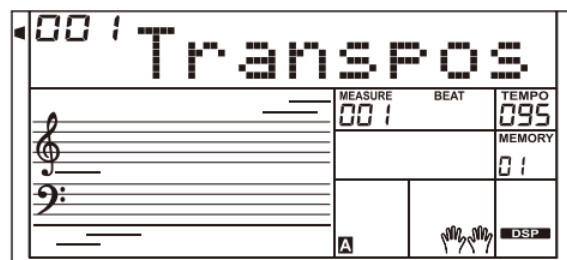 001 Transpos
MEASURE BEAT TEMPO
001 095
MEMORY
01
A DSP